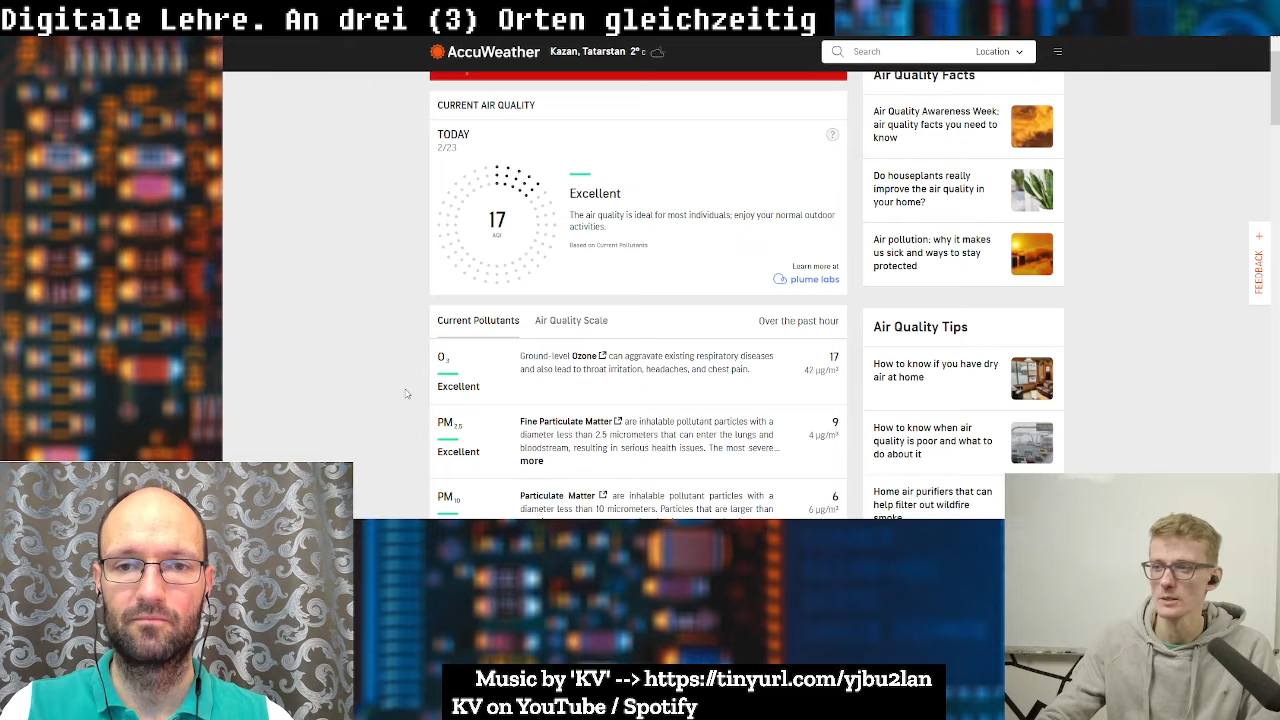 Digitale Lehre. An drei (3) Orten gleichzeitig
AccuWeather Kazan, Tatarstan 2° C
Search Location
CURRENT AIR QUALITY
TODAY
2/23
?
17
AQI
Excellent
The air quality is ideal for most individuals; enjoy your normal outdoor
activities.
Based on Current Pollutants
Learn more at
plume labs
Current Pollutants Air Quality Scale Over the past hour
O3
Excellent
Ground-level Ozone can aggravate existing respiratory diseases
and also lead to throat irritation, headaches, and chest pain.
17
42 µg/m³
PM 2.5
Excellent
Fine Particulate Matter are inhalable pollutant particles with a
diameter less than 2.5 micrometers that can enter the lungs and
bloodstream, resulting in serious health issues. The most severe...
more
9
4 µg/m³
PM 10
Particulate Matter are inhalable pollutant particles with a
diameter less than 10 micrometers. Particles that are larger than
6
6 µg/m³
Air Quality Facts
Air Quality Awareness Week:
air quality facts you need to
know
Do houseplants really
improve the air quality in
your home?
Air pollution: why it makes
us sick and ways to stay
protected
Air Quality Tips
How to know if you have dry
air at home
How to know when air
quality is poor and what to
do about it
Home air purifiers that can
help filter out wildfire
smoke
FEEDBACK +
Music by 'KV' --> https://tinyurl.com/yjbu2lan
KV on YouTube / Spotify